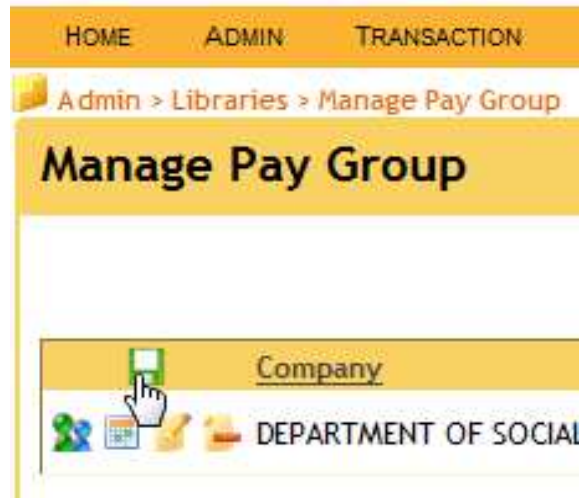 HOME ADMIN TRANSACTION
Admin > Libraries > Manage Pay Group
Manage Pay Group
Company
DEPARTMENT OF SOCIAL